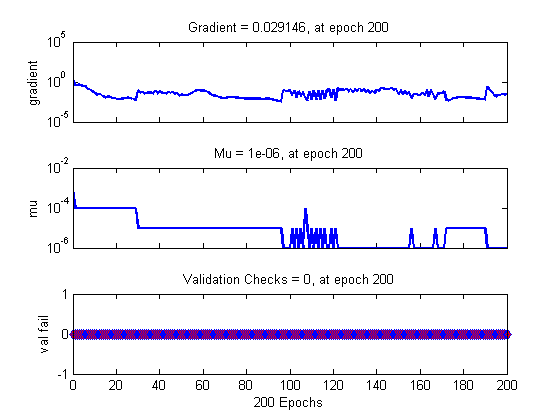 Gradient = 0.029146, at epoch 200
10^5
10^0
10^-5
gradient
Mu = 1e-06, at epoch 200
10^-2
10^-4
10^-6
mu
Validation Checks = 0, at epoch 200
1
0
-1
val fail
0 20 40 60 80 100 120 140 160 180 200
200 Epochs